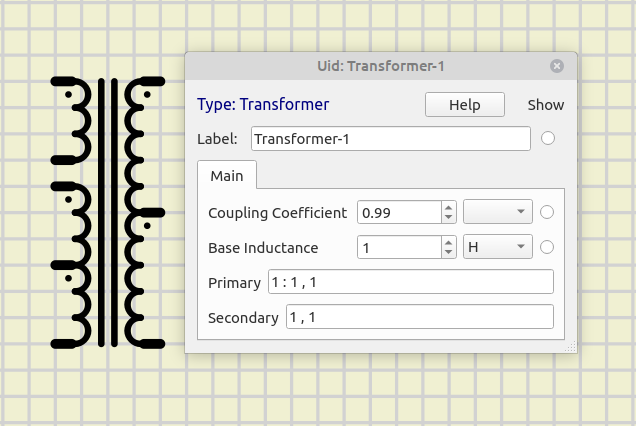 Uid: Transformer-1
Type: Transformer Help Show
Label: Transformer-1
Main
Coupling Coefficient 0.99
Base Inductance 1 H
Primary 1 : 1 , 1
Secondary 1 , 1